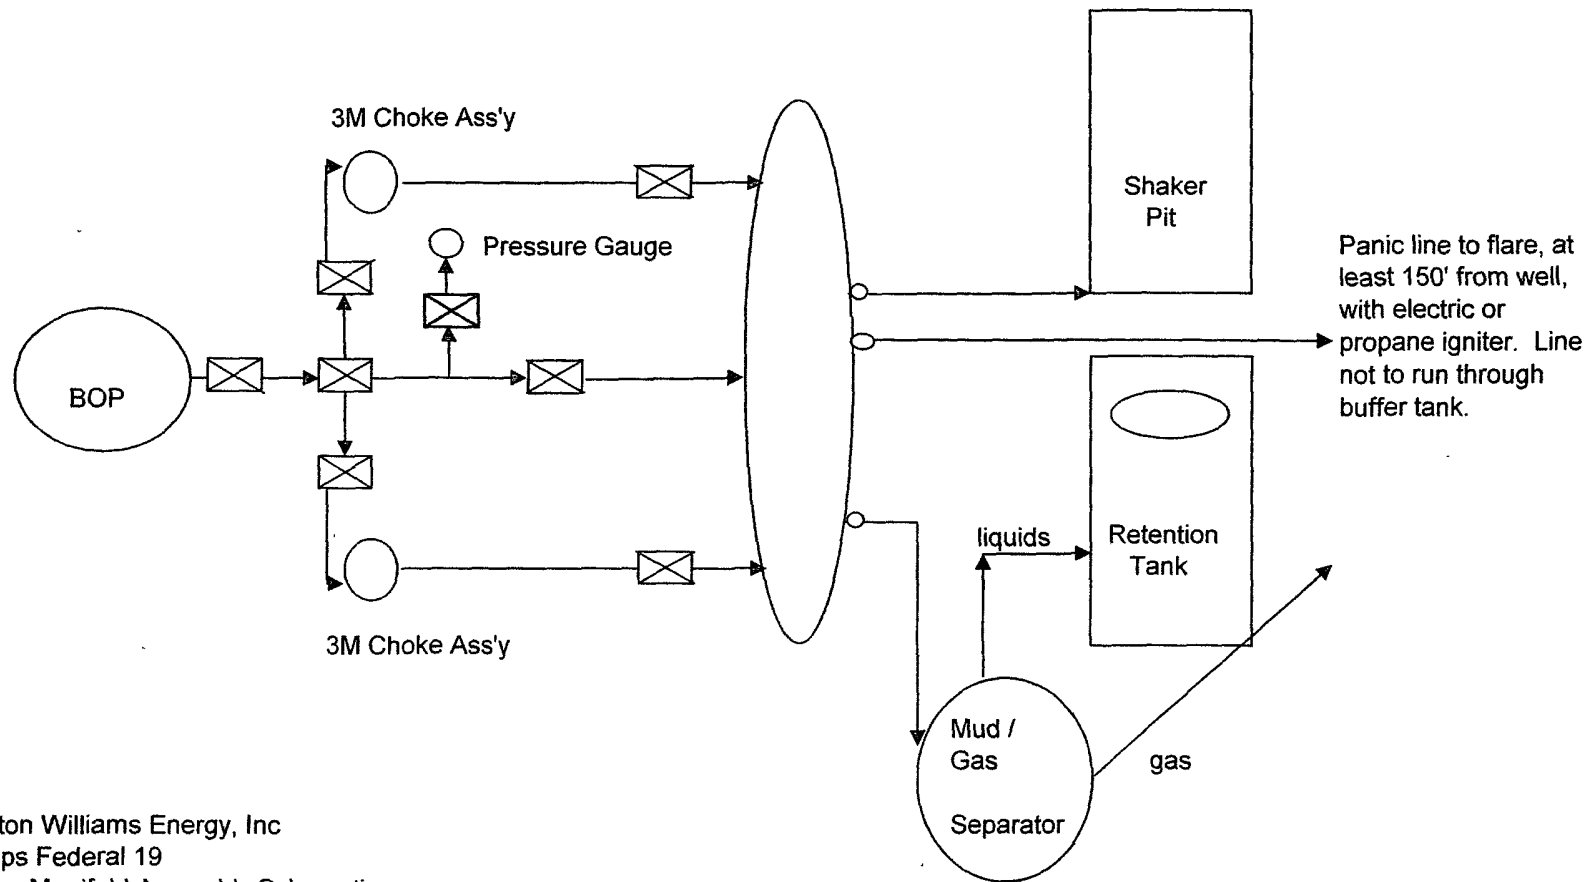 3M Choke Ass'y
Pressure Gauge
BOP
3M Choke Ass'y
Shaker
Pit
Panic line to flare, at
least 150' from well,
with electric or
propane igniter. Line
not to run through
buffer tank.
liquids
Retention
Tank
Mud /
Gas
Separator
gas
ton Williams Energy, Inc
ps Federal 19